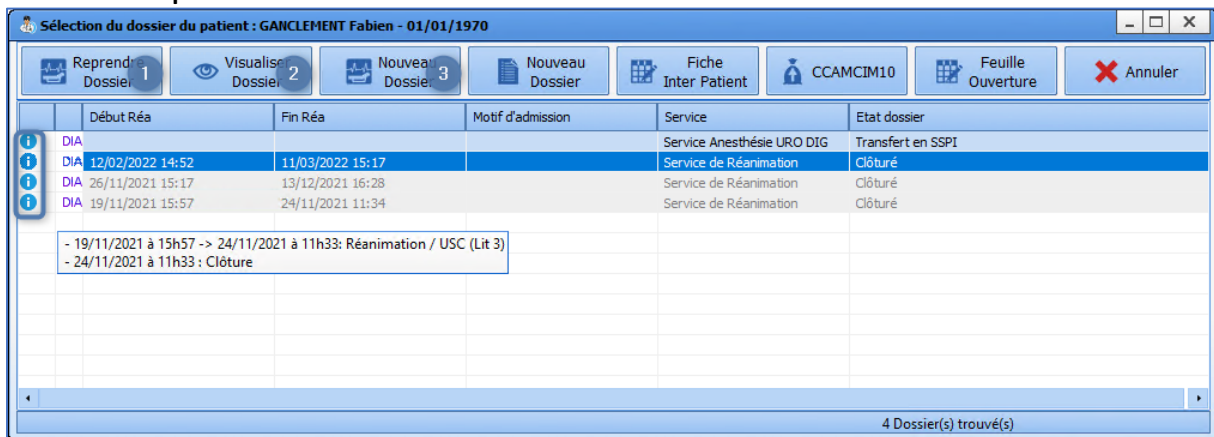 Sélection du dossier du patient : GANCLEMENT Fabien - 01/01/1970
Reprendre Dossier 1
Visualiser Dossier 2
Nouveau Dossier 3
Nouveau Dossier
Fiche Inter Patient
CCAMCIM10
Feuille Ouverture
Annuler
Début Réa Fin Réa Motif d'admission Service Etat dossier
DIA Service Anesthésie URO DIG Transfert en SSPI
DIA 12/02/2022 14:52 11/03/2022 15:17 Service de Réanimation Clôturé
DIA 26/11/2021 15:17 13/12/2021 16:28 Service de Réanimation Clôturé
DIA 19/11/2021 15:57 24/11/2021 11:34 Service de Réanimation Clôturé
- 19/11/2021 à 15h57 -> 24/11/2021 à 11h33: Réanimation / USC (Lit 3)
- 24/11/2021 à 11h33 : Clôture
4 Dossier(s) trouvé(s)